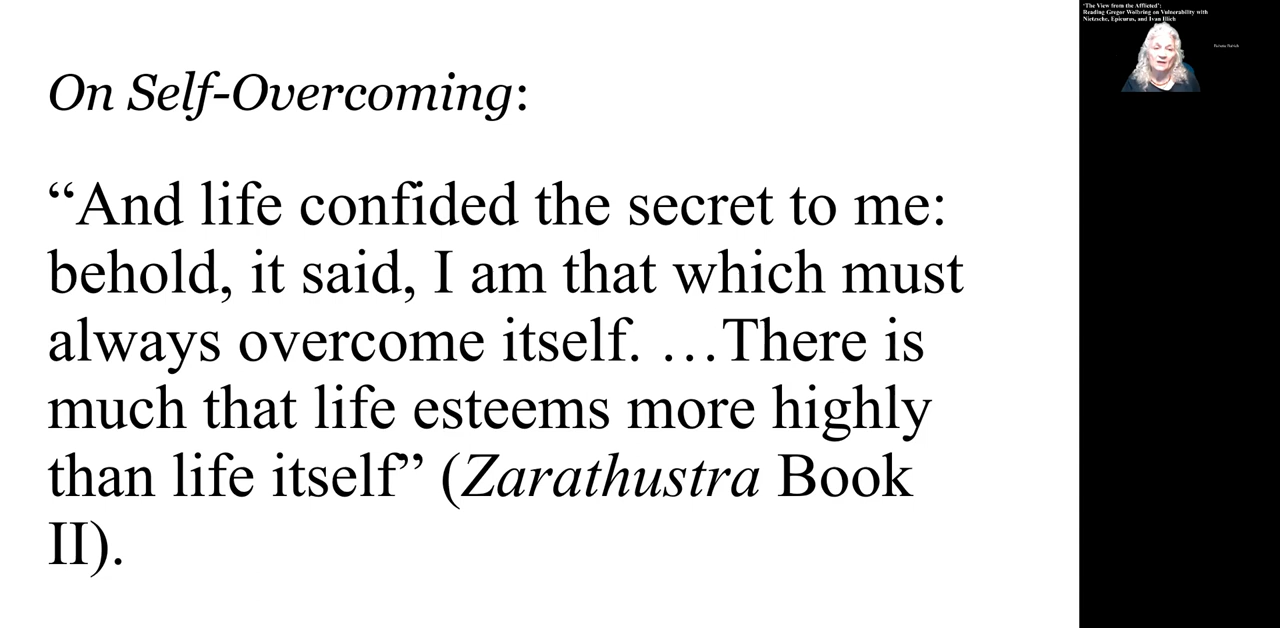 On Self-Overcoming:
“And life confided the secret to me:
behold, it said, I am that which must
always overcome itself. …There is
much that life esteems more highly
than life itself” (Zarathustra Book
II).
‘The View from the Afflicted’:
Reading Gregor Wolbring on Vulnerability with
Nietzsche, Epicurus, and Ivan Illich